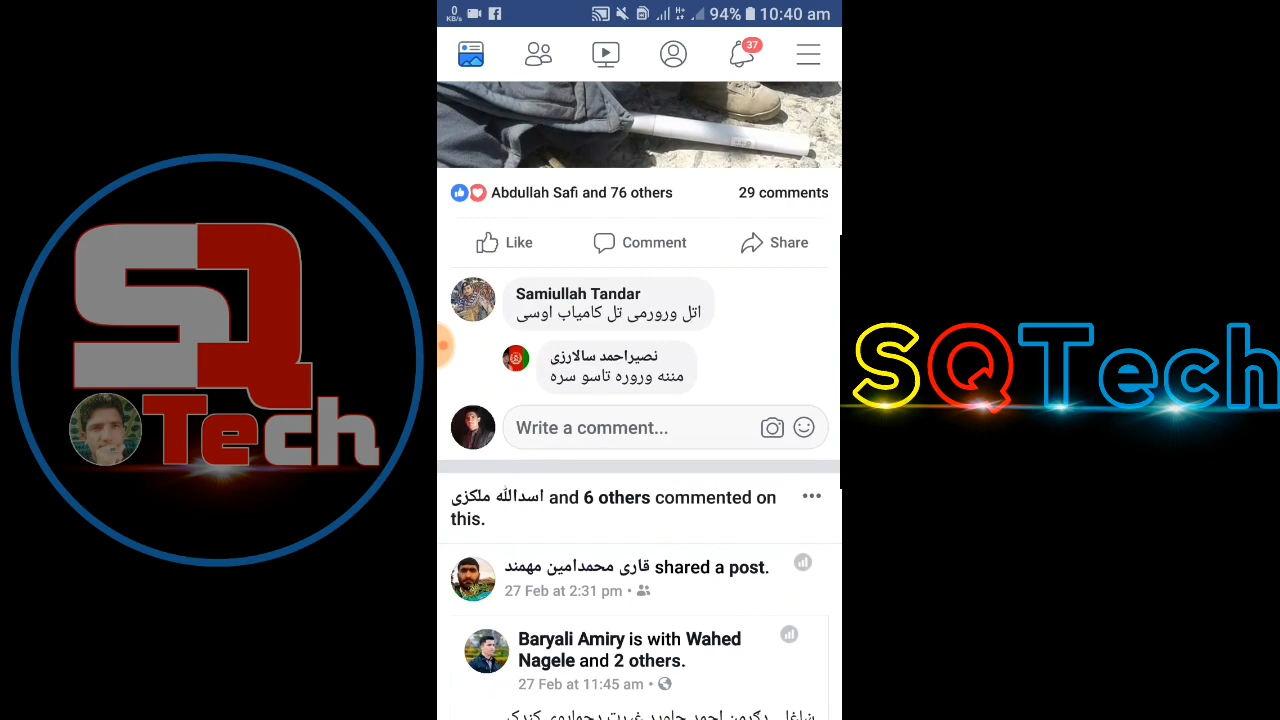 0
KB/s
94%
10:40 am
37
Abdullah Safi and 76 others
29 comments
Like
Comment
Share
Samiullah Tandar
اتل ورورمی تل کامیاب اوسی
نصیراحمد سالارزی
مننه وروره تاسو سره
Write a comment...
اسدالله ملکزی and 6 others commented on
this.
قاری محمدامین مهمند shared a post.
27 Feb at 2:31 pm
Baryali Amiry is with Wahed
Nagele and 2 others.
27 Feb at 11:45 am
SQ
Tech
SQTech